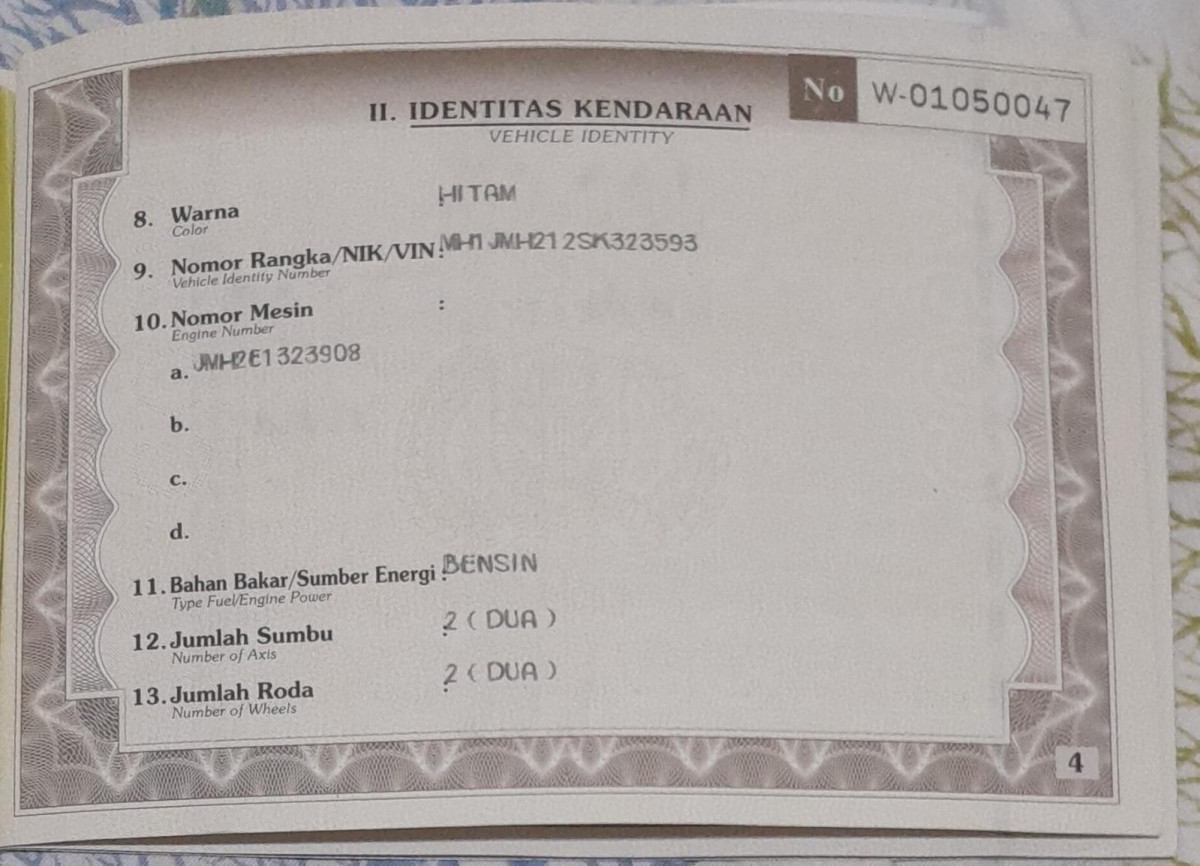 No W-01050047
II. IDENTITAS KENDARAAN
VEHICLE IDENTITY
8. Warna : HITAM
Color
9. Nomor Rangka/NIK/VIN : MH1JMH212SK323593
Vehicle Identity Number
10. Nomor Mesin :
Engine Number
a. JMH2E1323908
b.
c.
d.
11. Bahan Bakar/Sumber Energi : BENSIN
Type Fuel/Engine Power
12. Jumlah Sumbu : 2 ( DUA )
Number of Axis
13. Jumlah Roda : 2 ( DUA )
Number of Wheels
4